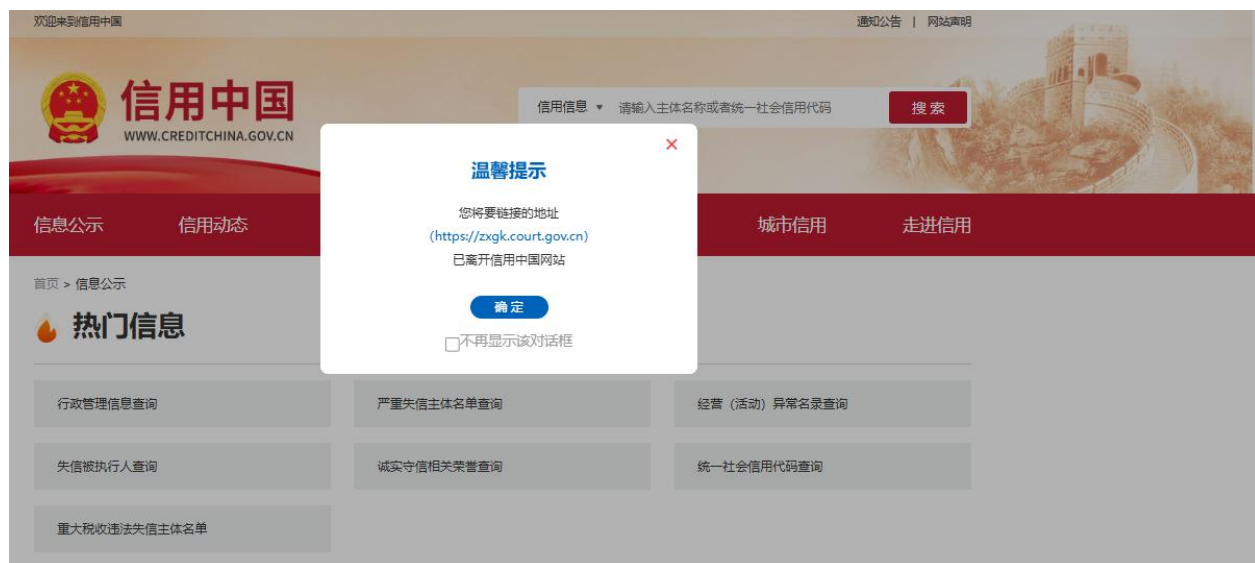 欢迎来到信用中国
通知公告 | 网站声明
信用中国
WWW.CREDITCHINA.GOV.CN
信用信息 ▾ 请输入主体名称或者统一社会信用代码 搜索
×
温馨提示
您将要链接的地址
(https://zxgk.court.gov.cn)
已离开信用中国网站
确定
不再显示该对话框
信息公示 信用动态 城市信用 走进信用
首页 > 信息公示
热门信息
行政管理信息查询 严重失信主体名单查询 经营（活动）异常名录查询
失信被执行人查询 诚实守信相关荣誉查询 统一社会信用代码查询
重大税收违法失信主体名单